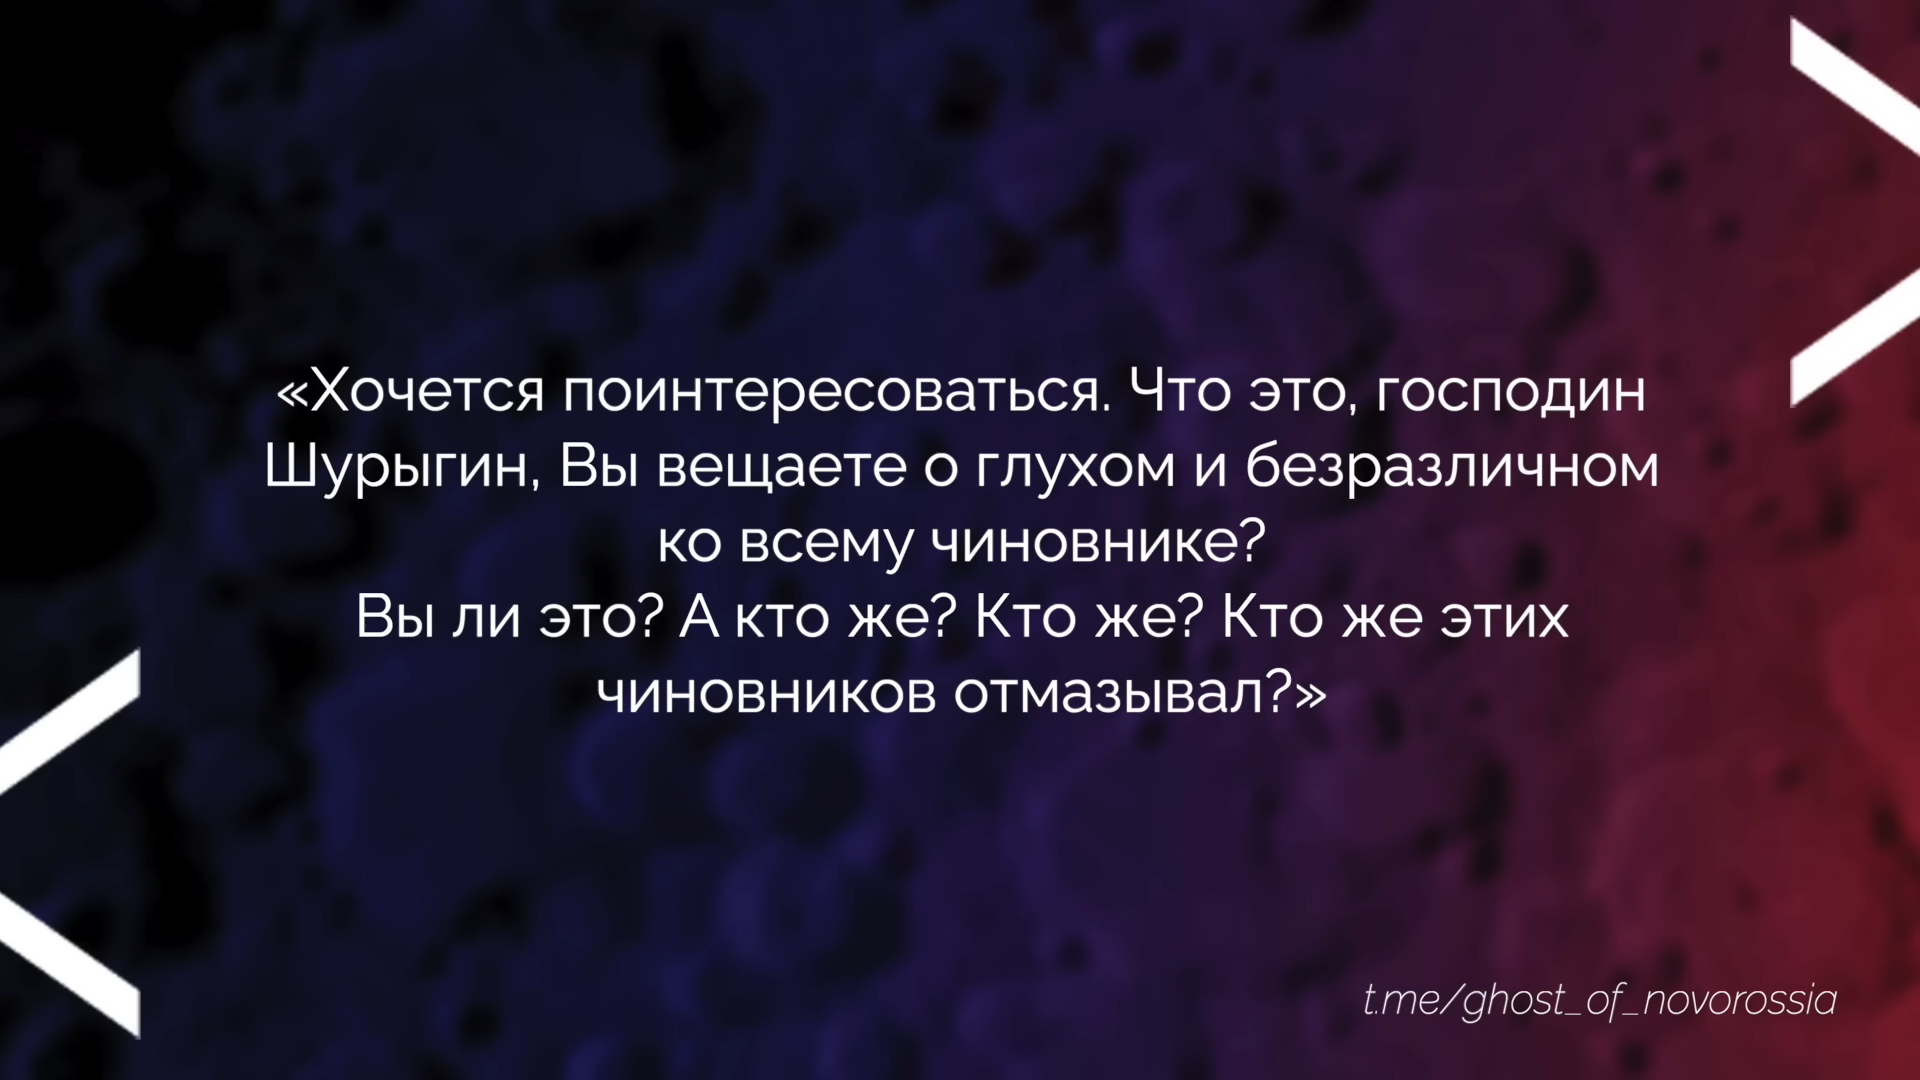 «Хочется поинтересоваться. Что это, господин
Шурыгин, Вы вещаете о глухом и безразличном
ко всему чиновнике?
Вы ли это? А кто же? Кто же? Кто же этих
чиновников отмазывал?»
t.me/ghost_of_novorossia